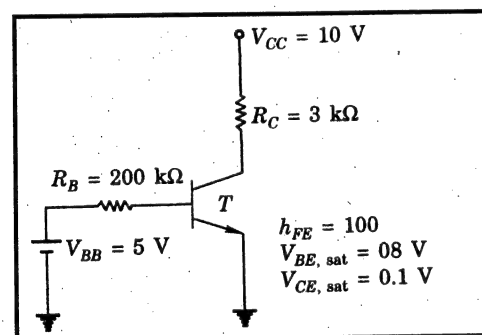 V_CC = 10 V
R_C = 3 kΩ
R_B = 200 kΩ
T
V_BB = 5 V
h_FE = 100
V_BE, sat = 08 V
V_CE, sat = 0.1 V